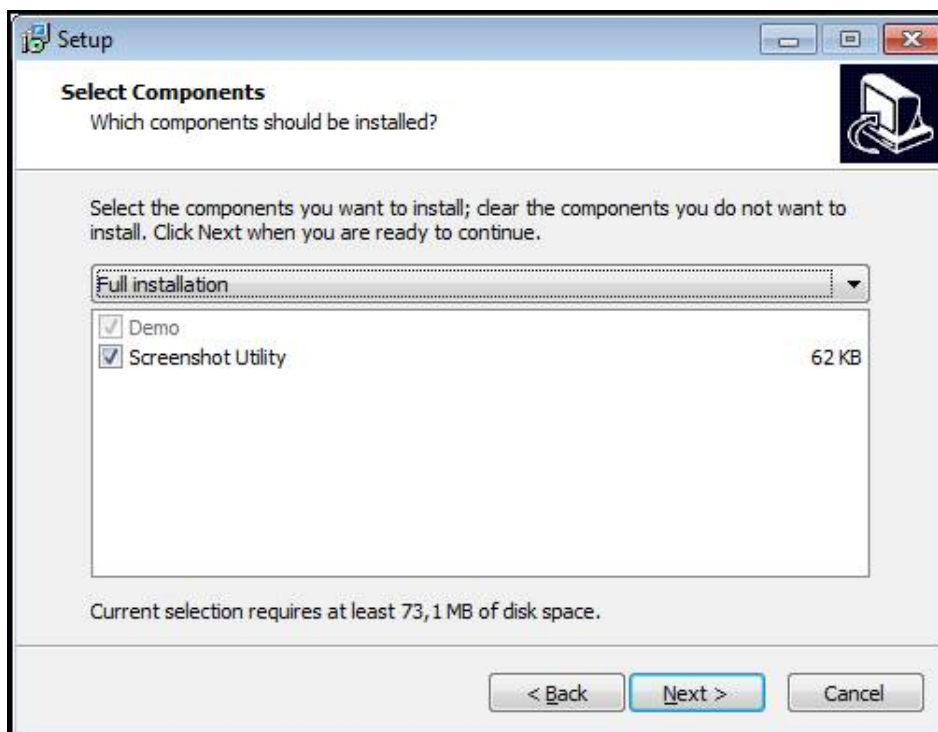 Setup
Select Components
Which components should be installed?
Select the components you want to install; clear the components you do not want to
install. Click Next when you are ready to continue.
Full installation
Demo
Screenshot Utility 62 KB
Current selection requires at least 73,1 MB of disk space.
< Back Next > Cancel